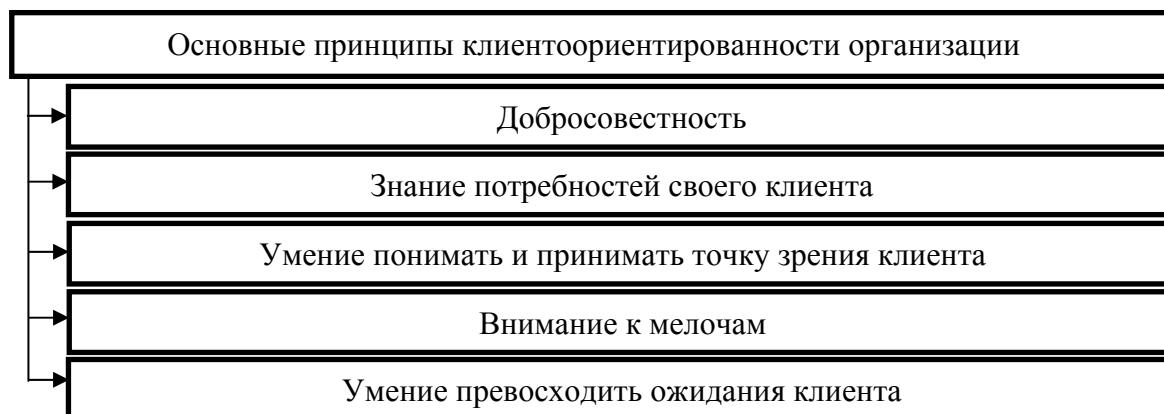 Основные принципы клиентоориентированности организации
Добросовестность
Знание потребностей своего клиента
Умение понимать и принимать точку зрения клиента
Внимание к мелочам
Умение превосходить ожидания клиента